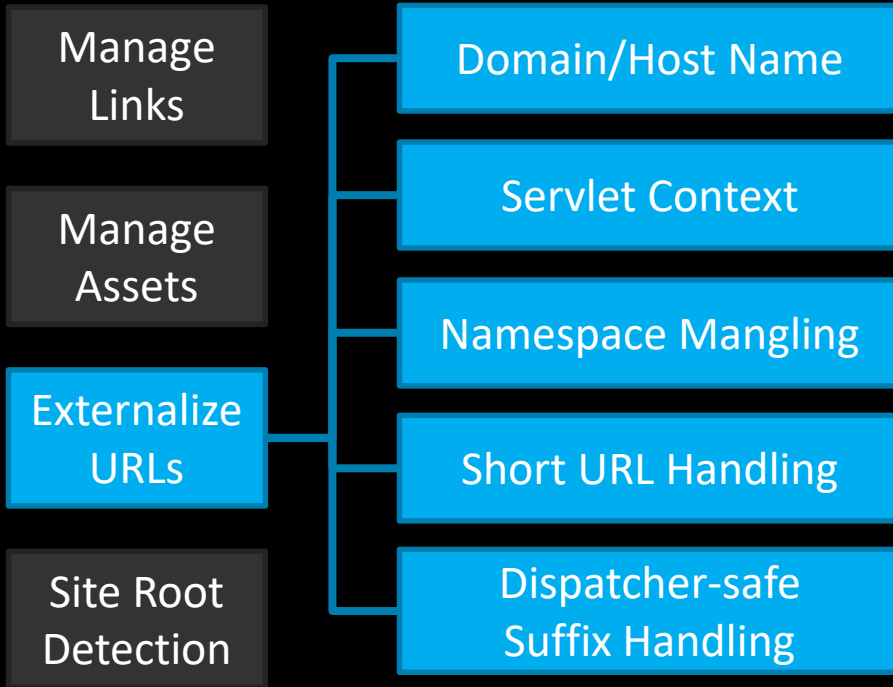 Manage
Links
Manage
Assets
Externalize
URLs
Site Root
Detection
Domain/Host Name
Servlet Context
Namespace Mangling
Short URL Handling
Dispatcher-safe
Suffix Handling